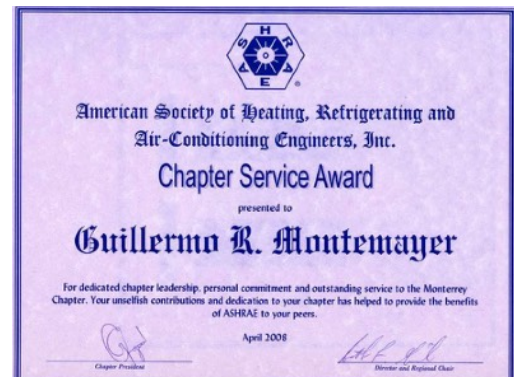 ASHRAE
American Society of Heating, Refrigerating and
Air-Conditioning Engineers, Inc.
Chapter Service Award
presented to
Guillermo R. Montemayer
For dedicated chapter leadership, personal commitment and outstanding service to the Monterrey
Chapter. Your unselfish contributions and dedication to your chapter has helped to provide the benefits
of ASHRAE to your peers.
April 2008
Chapter President
Director and Regional Chair